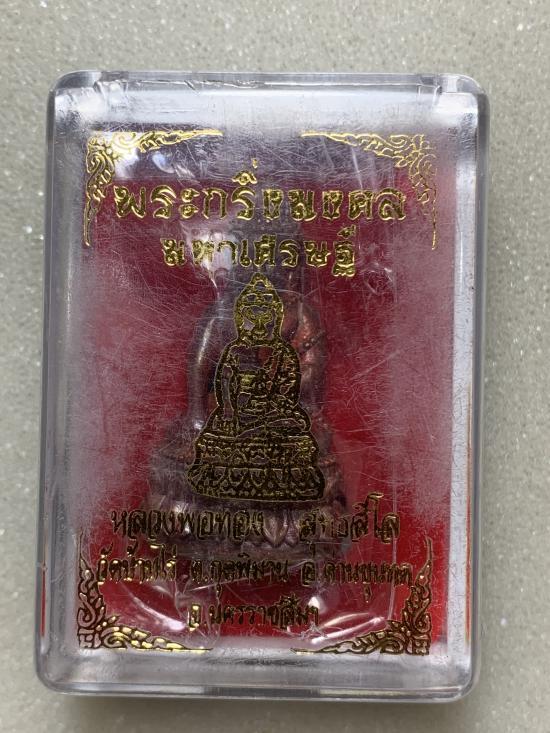 พระกริ่งมงคล
มหาเศรษฐี
หลวงพ่อทอง สุทธสีโล
วัดบ้านไร่ ต.กุดพิมาน อ.ด่านขุนทด
จ.นครราชสีมา